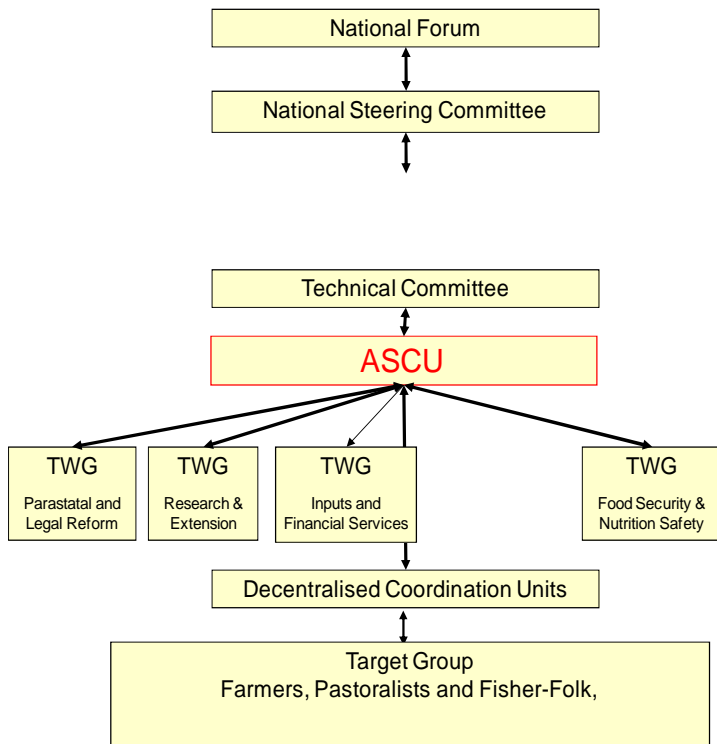 National Forum
National Steering Committee
Technical Committee
ASCU
TWG
Parastatal and
Legal Reform
TWG
Research &
Extension
TWG
Inputs and
Financial Services
TWG
Food Security &
Nutrition Safety
Decentralised Coordination Units
Target Group
Farmers, Pastoralists and Fisher-Folk,